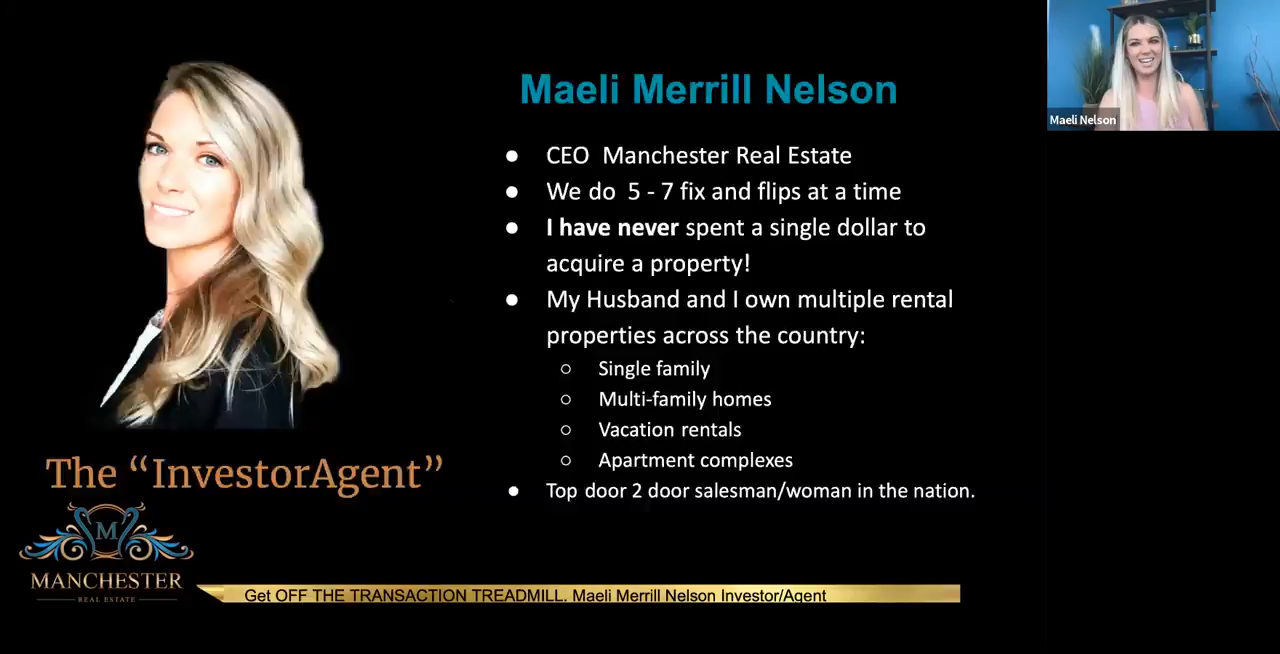 Maeli Merrill Nelson
● CEO Manchester Real Estate
● We do 5 - 7 fix and flips at a time
● I have never spent a single dollar to
acquire a property!
● My Husband and I own multiple rental
properties across the country:
○ Single family
○ Multi-family homes
○ Vacation rentals
○ Apartment complexes
● Top door 2 door salesman/woman in the nation.
The “InvestorAgent”
M
MANCHESTER
REAL ESTATE
Get OFF THE TRANSACTION TREADMILL. Maeli Merrill Nelson Investor/Agent
Maeli Nelson